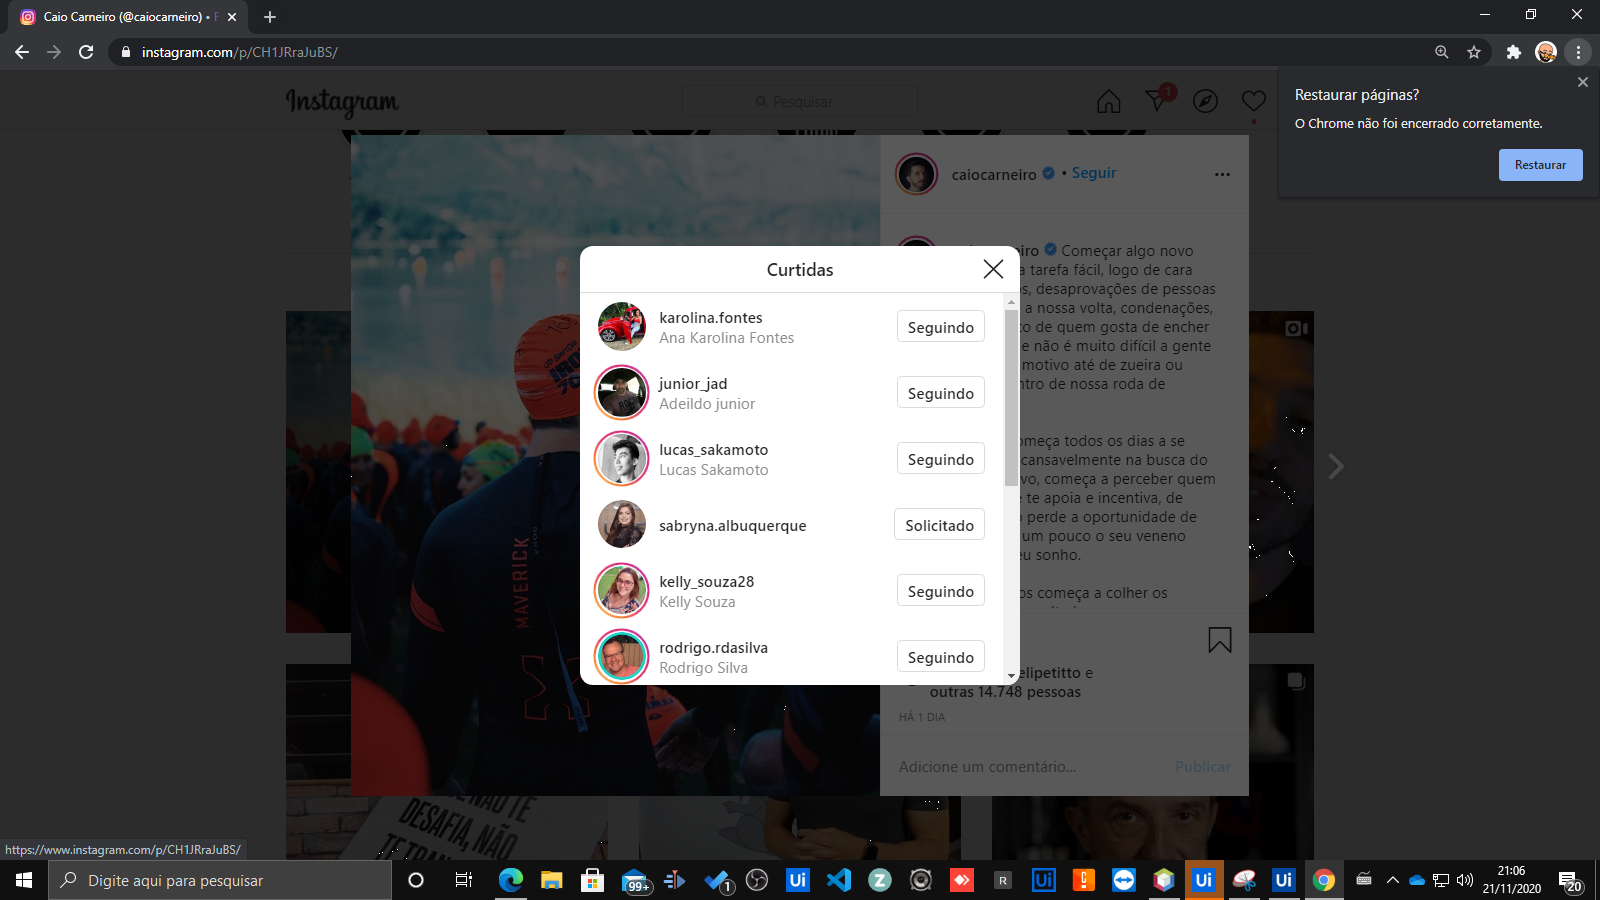 Caio Carneiro (@caiocarneiro) •
instagram.com/p/CH1JRraJuBS/
Restaurar páginas?
O Chrome não foi encerrado corretamente.
Restaurar
Instagram
Pesquisar
1
caiocarneiro • Seguir
Começar algo novo
tarefa fácil, logo de cara
desaprovações de pessoas
a nossa volta, condenações,
de quem gosta de encher
e não é muito difícil a gente
motivo até de zueira ou
de nossa roda de
todos os dias a se
na busca do
começa a perceber quem
te apoia e incentiva, de
perde a oportunidade de
um pouco o seu veneno
sonho.
começa a colher os
Curtidas
karolina.fontes
Ana Karolina Fontes
Seguindo
junior_jad
Adeildo junior
Seguindo
lucas_sakamoto
Lucas Sakamoto
Seguindo
sabryna.albuquerque
Solicitado
kelly_souza28
Kelly Souza
Seguindo
rodrigo.rdasilva
Rodrigo Silva
Seguindo
MAVERICK
e
outras 14.748 pessoas
HÁ 1 DIA
Adicione um comentário...
Publicar
NÃO TE
DESAFIA, NÃO
https://www.instagram.com/p/CH1JRraJuBS/
Digite aqui para pesquisar
99+
1
Ui
Z
R
Ui
Ui
Ui
21:06
21/11/2020
20